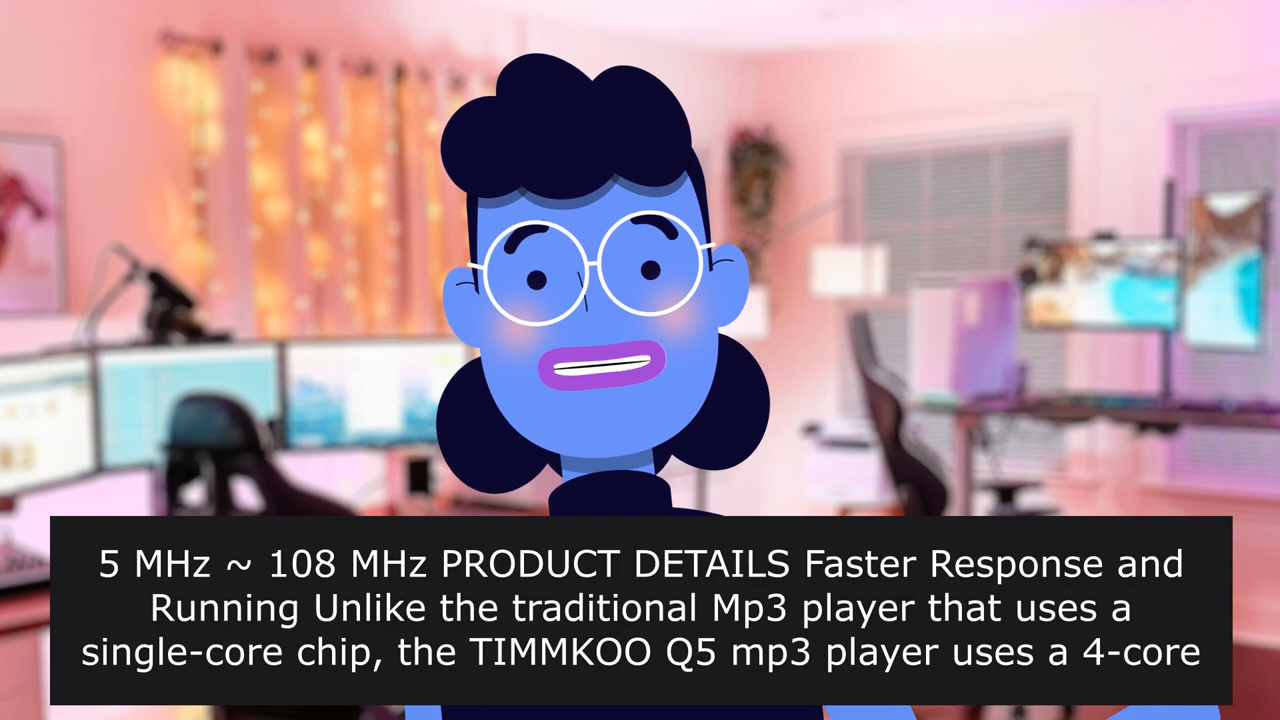 5 MHz ~ 108 MHz PRODUCT DETAILS Faster Response and
Running Unlike the traditional Mp3 player that uses a
single-core chip, the TIMMKOO Q5 mp3 player uses a 4-core